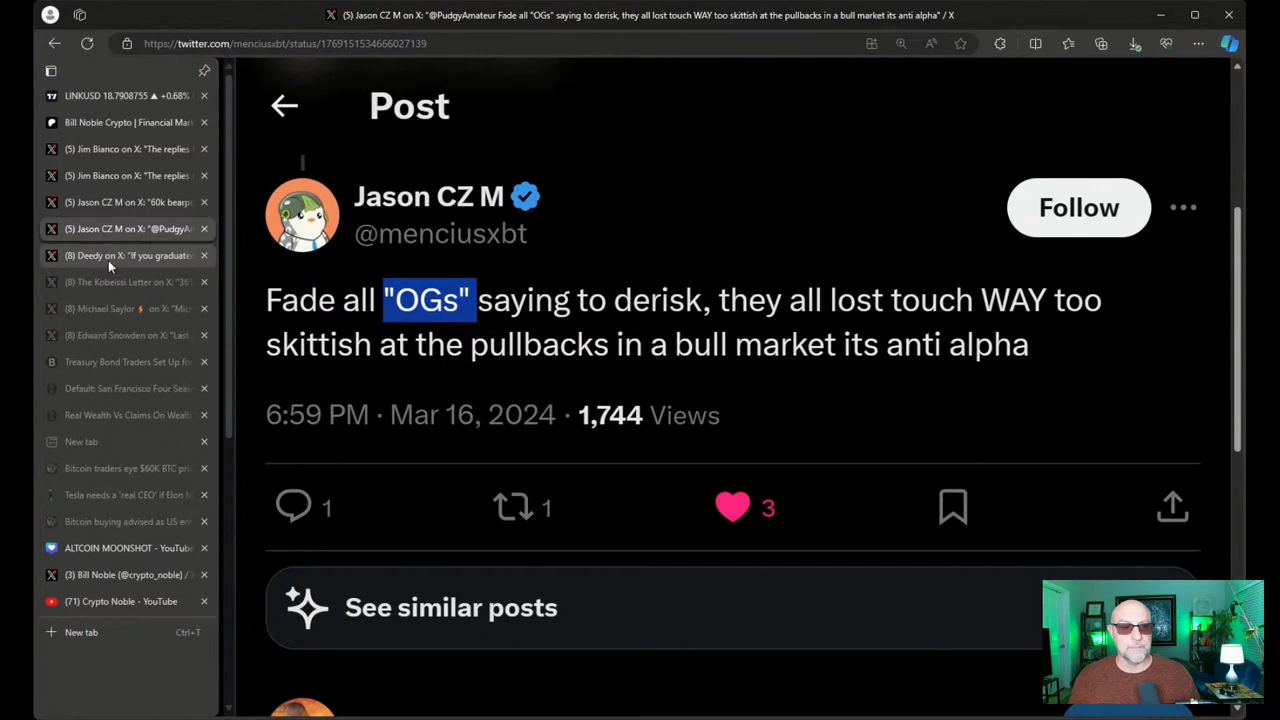 (5) Jason CZ M on X: "@PudgyAmateur Fade all "OGs" saying to derisk, they all lost touch WAY too skittish at the pullbacks in a bull market its anti alpha" / X
https://twitter.com/menciusxbt/status/1769151534666027139
LINKUSD 18.7908755 ▲ +0.68%
Bill Noble Crypto | Financial Mar
(5) Jim Bianco on X: "The replies
(5) Jim Bianco on X: "The replies
(5) Jason CZ M on X: "60k bearp
(5) Jason CZ M on X: "@PudgyAm
(8) Deedy on X: "If you graduate
(8) The Kobeissi Letter on X: "36
(8) Michael Saylor⚡ on X: "Mic
(8) Edward Snowden on X: "Last
Treasury Bond Traders Set Up for
Default: San Francisco Four Seas
Real Wealth Vs Claims On Wealt
New tab
Bitcoin traders eye $60K BTC pri
Tesla needs a 'real CEO' if Elon M
Bitcoin buying advised as US en
ALTCOIN MOONSHOT - YouTube
(3) Bill Noble (@crypto_noble) /
(71) Crypto Noble - YouTube
New tab Ctrl+T
Post
Jason CZ M
@menciusxbt
Follow
Fade all "OGs" saying to derisk, they all lost touch WAY too
skittish at the pullbacks in a bull market its anti alpha
6:59 PM · Mar 16, 2024 · 1,744 Views
1 1 3
See similar posts